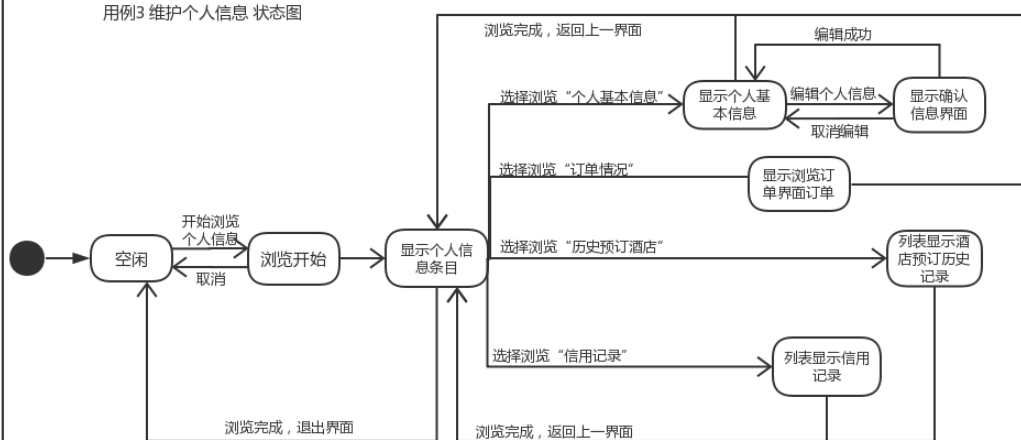 用例3 维护个人信息 状态图
浏览完成，返回上一界面
编辑成功
选择浏览“个人基本信息”
显示个人基
本信息
编辑个人信息
显示确认
信息界面
取消编辑
选择浏览“订单情况”
显示浏览订
单界面订单
开始浏览
个人信息
空闲
取消
浏览开始
显示个人信
息条目
选择浏览“历史预订酒店”
列表显示酒
店预订历史
记录
选择浏览“信用记录”
列表显示信用
记录
浏览完成，退出界面
浏览完成，返回上一界面